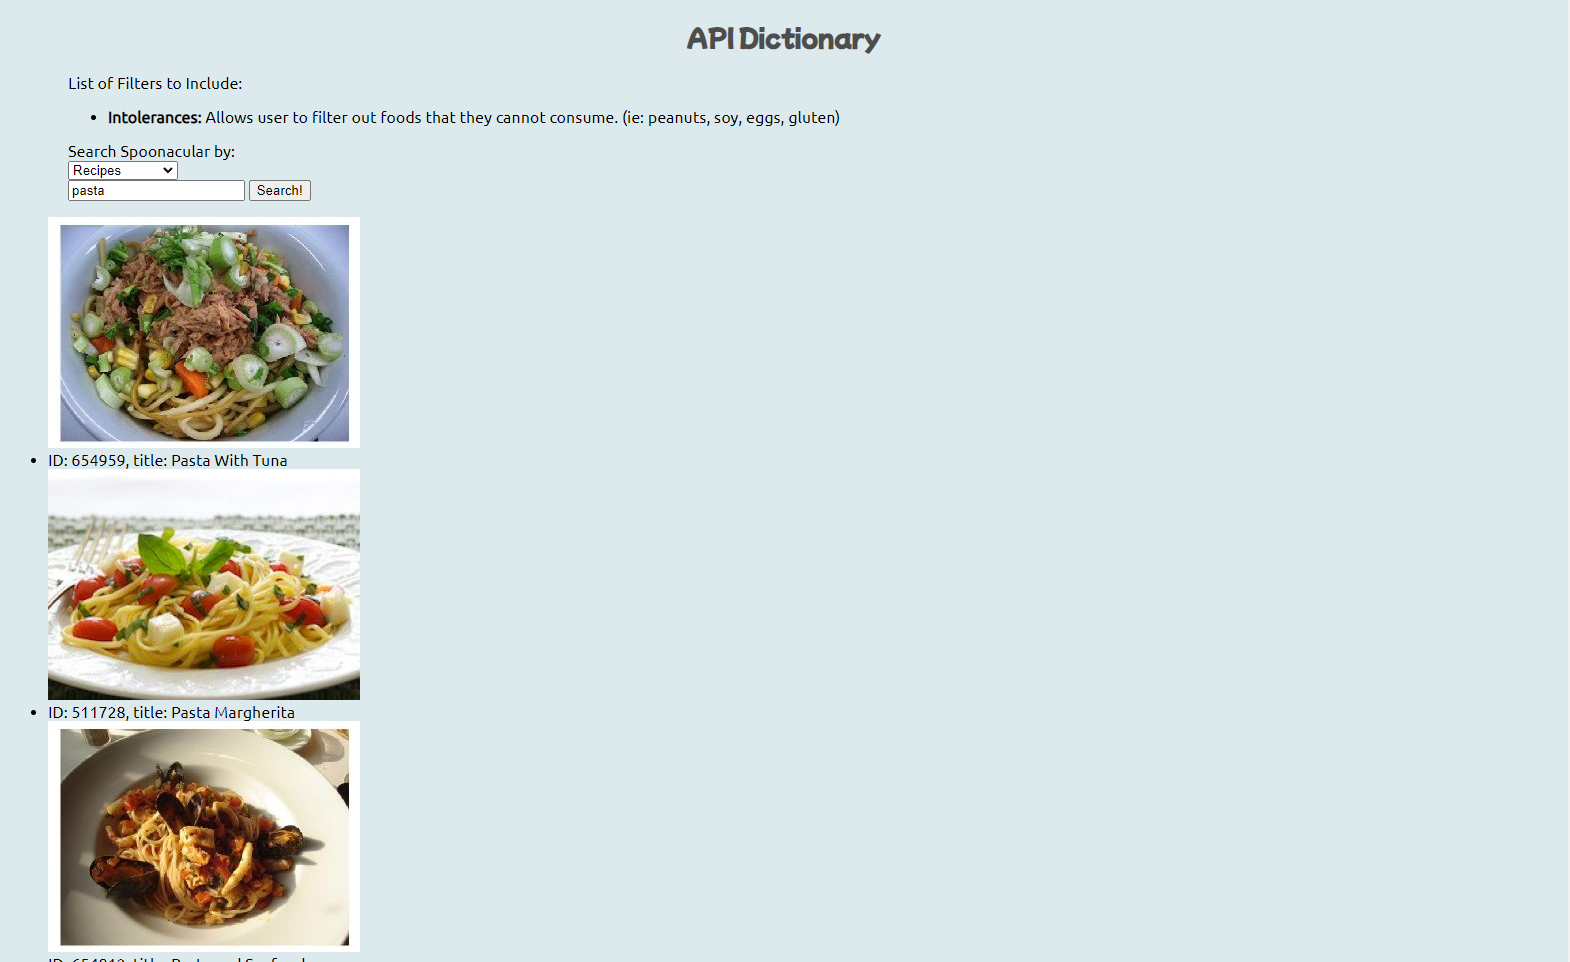 API Dictionary
List of Filters to Include:
• Intolerances: Allows user to filter out foods that they cannot consume. (ie: peanuts, soy, eggs, gluten)
Search Spoonacular by:
Recipes
pasta Search!
• ID: 654959, title: Pasta With Tuna
• ID: 511728, title: Pasta Margherita